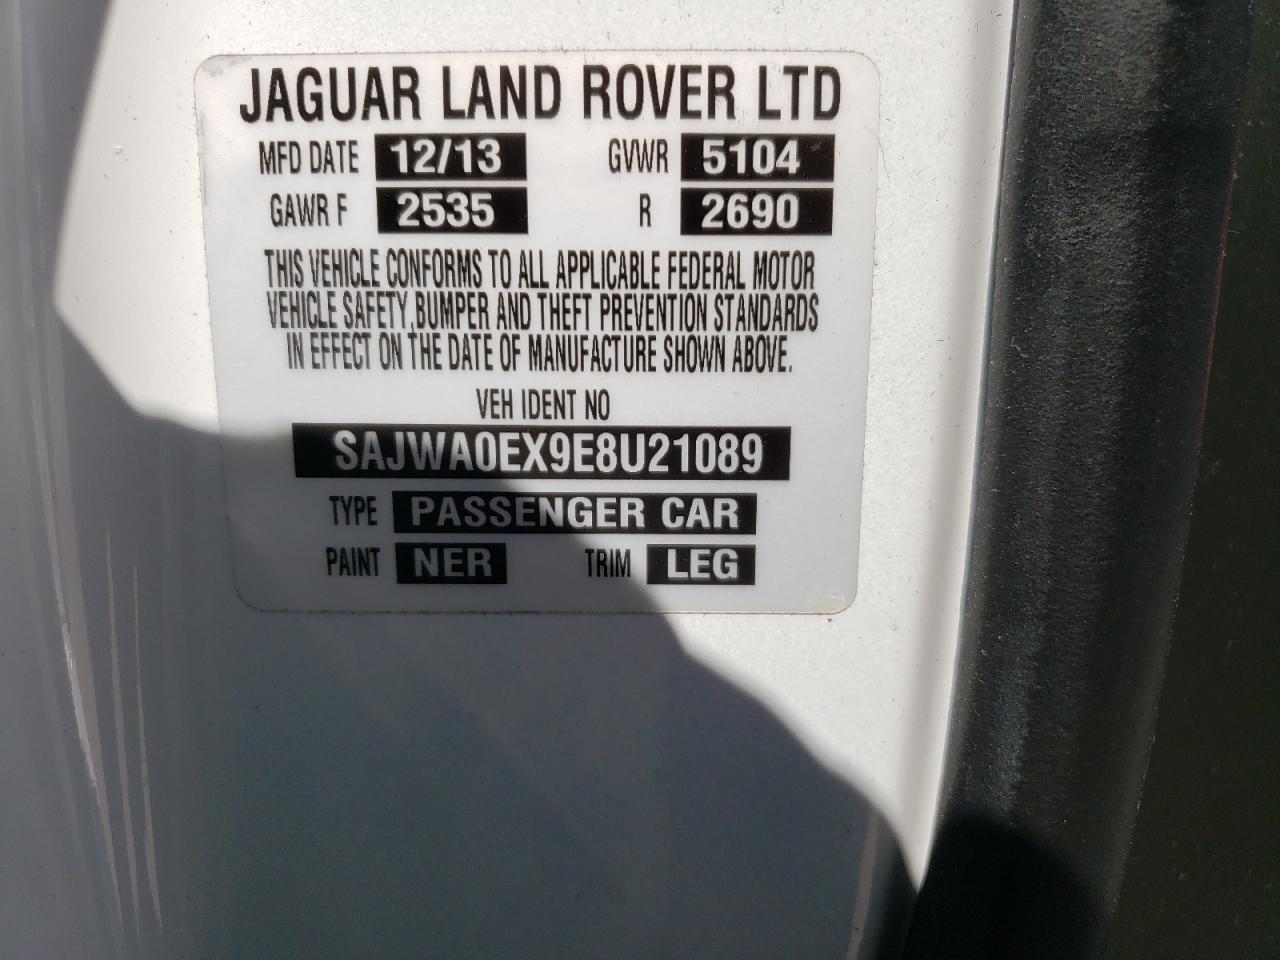 JAGUAR LAND ROVER LTD
MFD DATE 12/13 GVWR 5104
GAWR F 2535 R 2690
THIS VEHICLE CONFORMS TO ALL APPLICABLE FEDERAL MOTOR
VEHICLE SAFETY,BUMPER AND THEFT PREVENTION STANDARDS
IN EFFECT ON THE DATE OF MANUFACTURE SHOWN ABOVE.
VEH IDENT NO
SAJWA0EX9E8U21089
TYPE PASSENGER CAR
PAINT NER TRIM LEG